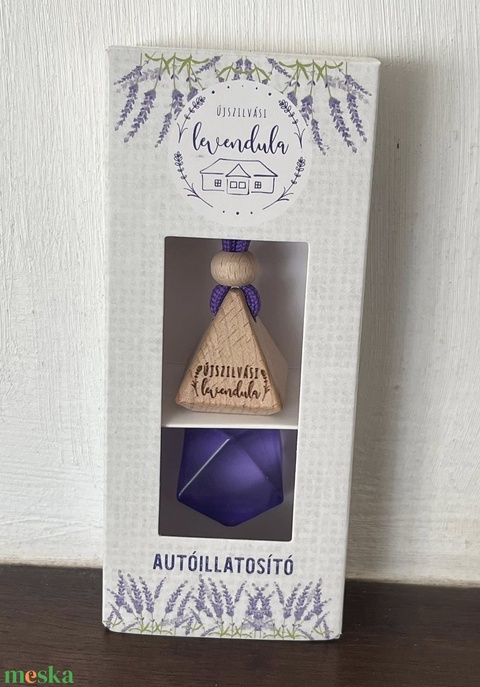 ÚJSZILVÁSI
levendula
ÚJSZILVÁSI
levendula
AUTÓILLATOSÍTÓ
meska